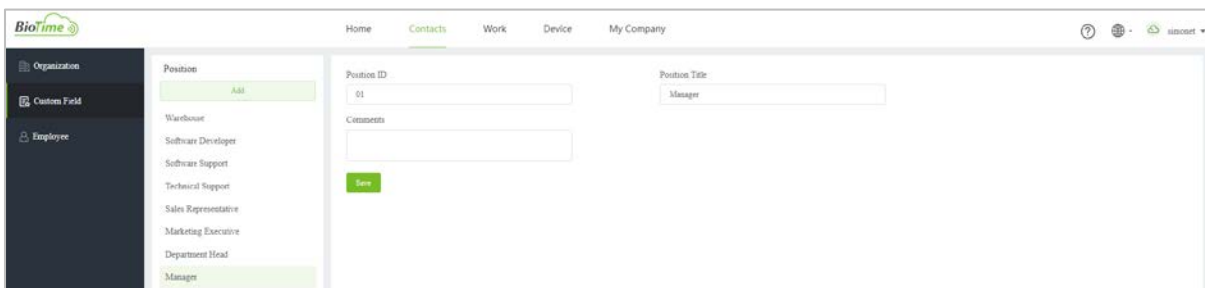 BioTime
Home Contacts Work Device My Company
sinonet
Organization
Custom Field
Employee
Position
Add
Warehouse
Software Developer
Software Support
Technical Support
Sales Representative
Marketing Executive
Department Head
Manager
Position ID
01
Position Title
Manager
Comments
Save